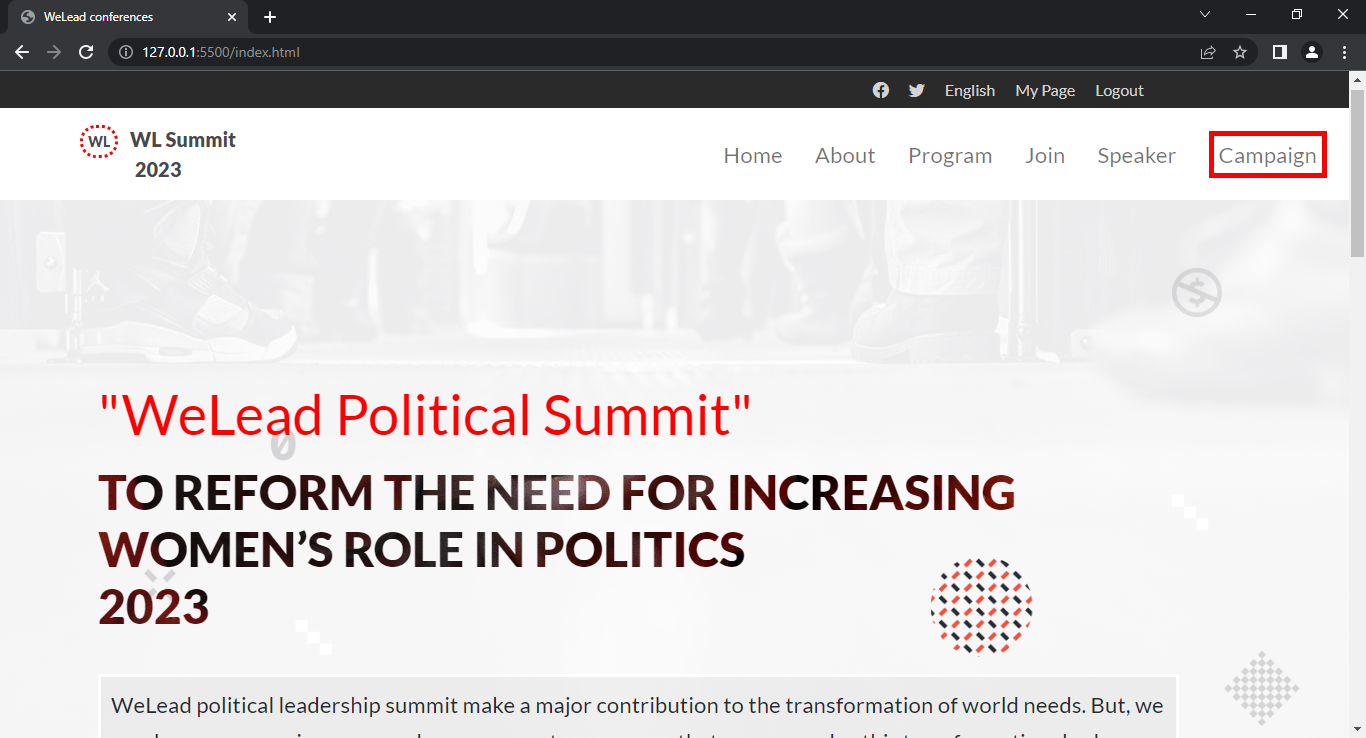 WeLead conferences
127.0.0.1:5500/index.html
English My Page Logout
WL
WL Summit
2023
Home About Program Join Speaker Campaign
"WeLead Political Summit"
TO REFORM THE NEED FOR INCREASING
WOMEN’S ROLE IN POLITICS
2023
WeLead political leadership summit make a major contribution to the transformation of world needs. But, we